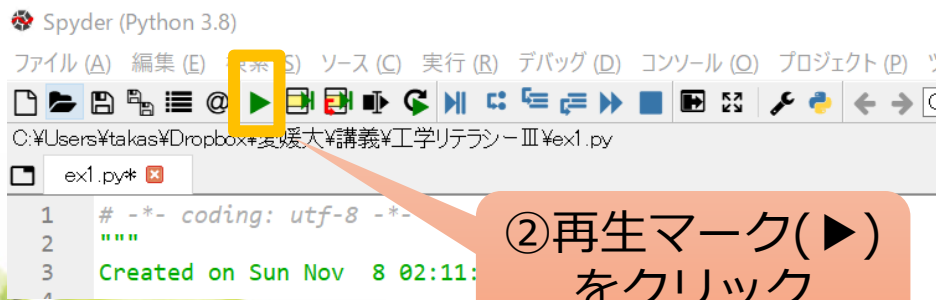 Spyder (Python 3.8)
ファイル (A) 編集 (E) 検索 (S) ソース (C) 実行 (R) デバッグ (D) コンソール (O) プロジェクト (P)
C:¥Users¥takas¥Dropbox¥愛媛大¥講義¥工学リテラシーⅢ¥ex1.py
ex1.py*
1 # -*- coding: utf-8 -*-
2 """
3 Created on Sun Nov 8 02:11:
4
②再生マーク(▶)
をクリック